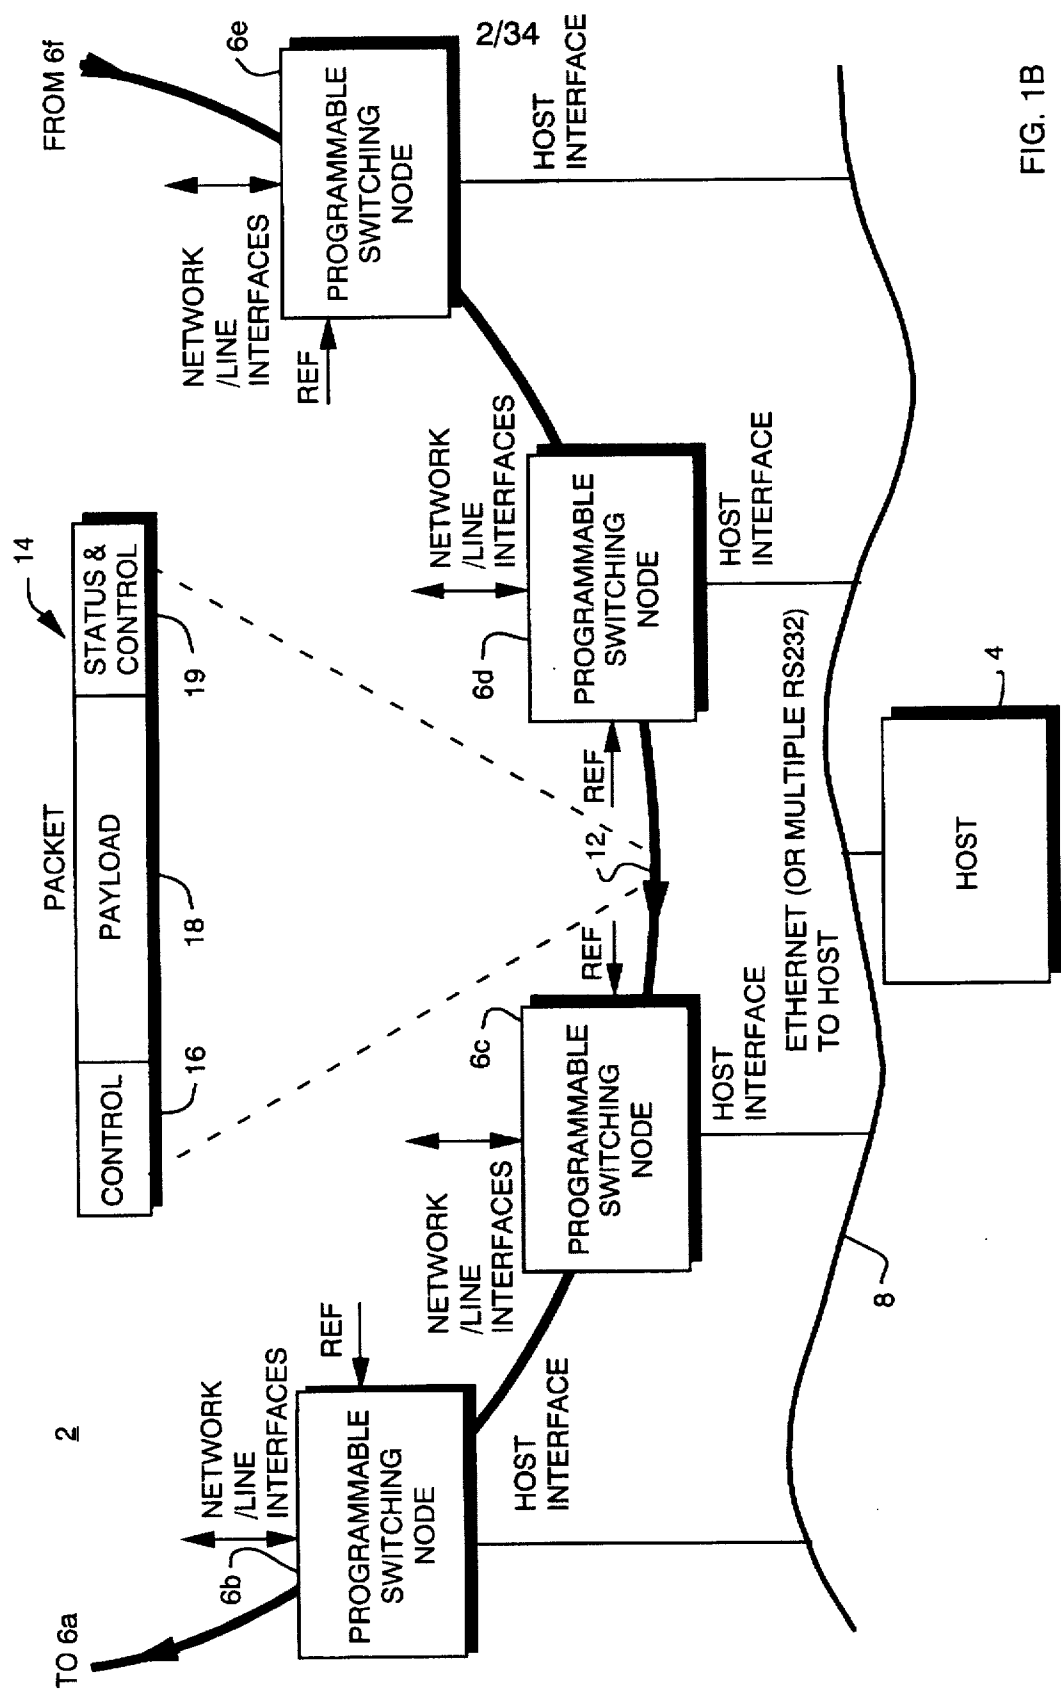 2/34
2
TO 6a
FROM 6f
PACKET
14
CONTROL
PAYLOAD
STATUS &
CONTROL
16
18
19
6b
NETWORK
/LINE
INTERFACES
REF
PROGRAMMABLE
SWITCHING
NODE
HOST
INTERFACE
NETWORK
/LINE
INTERFACES
6c
REF
PROGRAMMABLE
SWITCHING
NODE
HOST
INTERFACE
12
6d
NETWORK
/LINE
INTERFACES
REF
PROGRAMMABLE
SWITCHING
NODE
HOST
INTERFACE
6e
NETWORK
/LINE
INTERFACES
REF
PROGRAMMABLE
SWITCHING
NODE
HOST
INTERFACE
ETHERNET (OR MULTIPLE RS232)
TO HOST
8
HOST
4
FIG. 1B